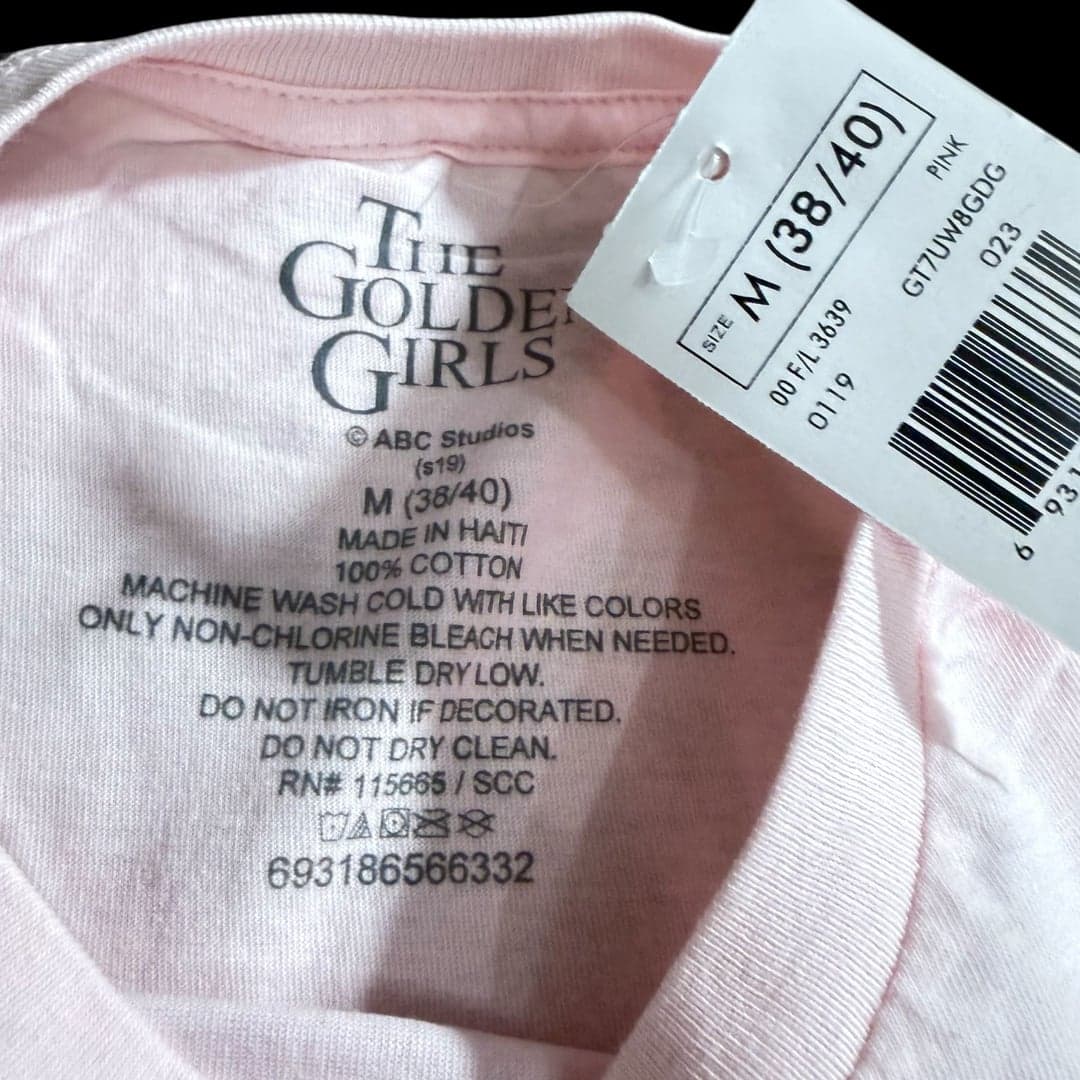 THE
GOLDEN
GIRLS
© ABC Studios
(s19)
M (38/40)
MADE IN HAITI
100% COTTON
MACHINE WASH COLD WITH LIKE COLORS
ONLY NON-CHLORINE BLEACH WHEN NEEDED.
TUMBLE DRY LOW.
DO NOT IRON IF DECORATED.
DO NOT DRY CLEAN.
RN# 115665 / SCC
693186566332
SIZE M (38/40)
00 F/L 3639
0119
PINK
GT7UW8GDG
023
6 931